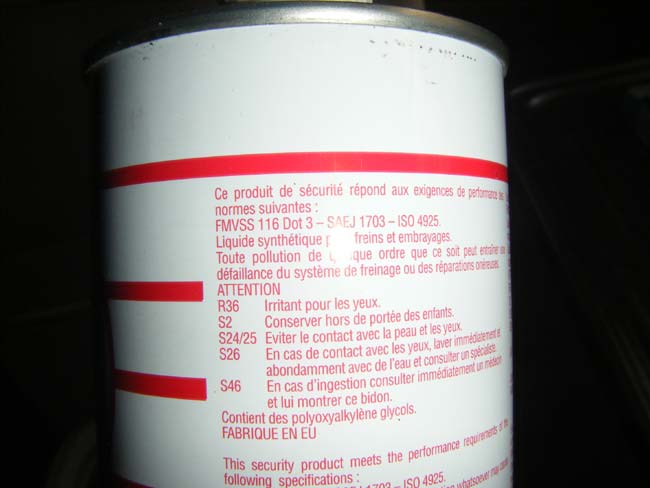 Ce produit de sécurité répond aux exigences de performance des
normes suivantes :
FMVSS 116 Dot 3 – SAEJ 1703 – ISO 4925.
Liquide synthétique freins et embrayages.
Toute pollution de que ordre que ce soit peut entraîner une
défaillance du système de freinage ou des réparations onéreuses.
ATTENTION
R36 Irritant pour les yeux.
S2 Conserver hors de portée des enfants.
S24/25 Eviter le contact avec la peau et les yeux.
S26 En cas de contact avec les yeux, laver immédiatement et
abondamment avec de l'eau et consulter un spécialiste.
S46 En cas d'ingestion consulter immédiatement un médecin
et lui montrer ce bidon.
Contient des polyoxyalkylène glycols.
FABRIQUE EN EU
This security product meets the performance requirements of the
following specifications :
1703 – ISO 4925.
whatsoever may cause